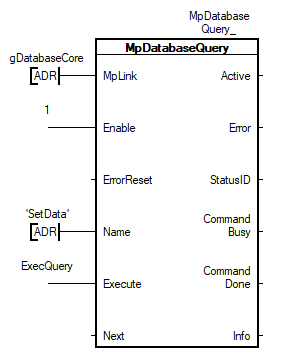 MpDatabase
Query_
MpDatabaseQuery
gDatabaseCore
ADR
MpLink
Active
1
Enable
Error
ErrorReset
StatusID
'SetData'
ADR
Name
Command
Busy
ExecQuery
Execute
Command
Done
Next
Info